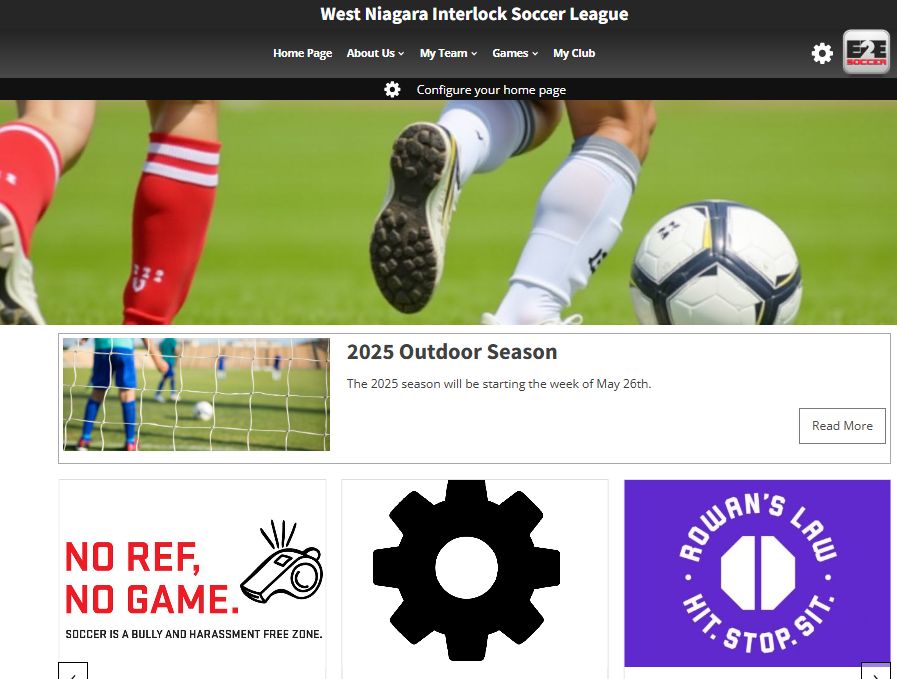 West Niagara Interlock Soccer League
Home Page About Us My Team Games My Club
E2E
SOCCER
Configure your home page
2025 Outdoor Season
The 2025 season will be starting the week of May 26th.
Read More
NO REF,
NO GAME.
SOCCER IS A BULLY AND HARASSMENT FREE ZONE.
ROWAN'S LAW
HIT. STOP. SIT.